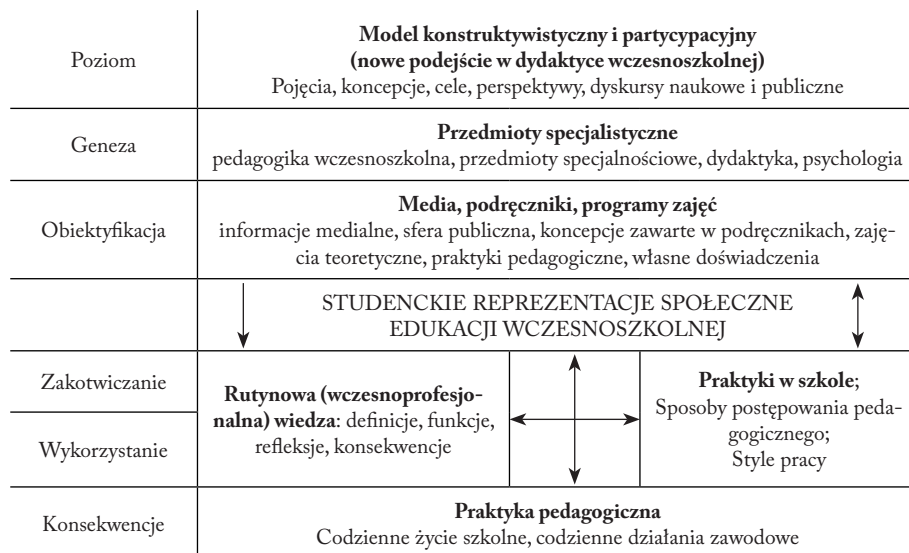 Poziom
Model konstruktywistyczny i partycypacyjny
(nowe podejście w dydaktyce wczesnoszkolnej)
Pojęcia, koncepcje, cele, perspektywy, dyskursy naukowe i publiczne
Geneza
Przedmioty specjalistyczne
pedagogika wczesnoszkolna, przedmioty specjalnościowe, dydaktyka, psychologia
Obiektyfikacja
Media, podręczniki, programy zajęć
informacje medialne, sfera publiczna, koncepcje zawarte w podręcznikach, zaję-
cia teoretyczne, praktyki pedagogiczne, własne doświadczenia
STUDENCKIE REPREZENTACJE SPOŁECZNE
EDUKACJI WCZESNOSZKOLNEJ
Zakotwiczanie
Wykorzystanie
Rutynowa (wczesnoprofesjo-
nalna) wiedza: definicje, funkcje,
refleksje, konsekwencje
Praktyki w szkole;
Sposoby postępowania peda-
gogicznego;
Style pracy
Konsekwencje
Praktyka pedagogiczna
Codzienne życie szkolne, codzienne działania zawodowe